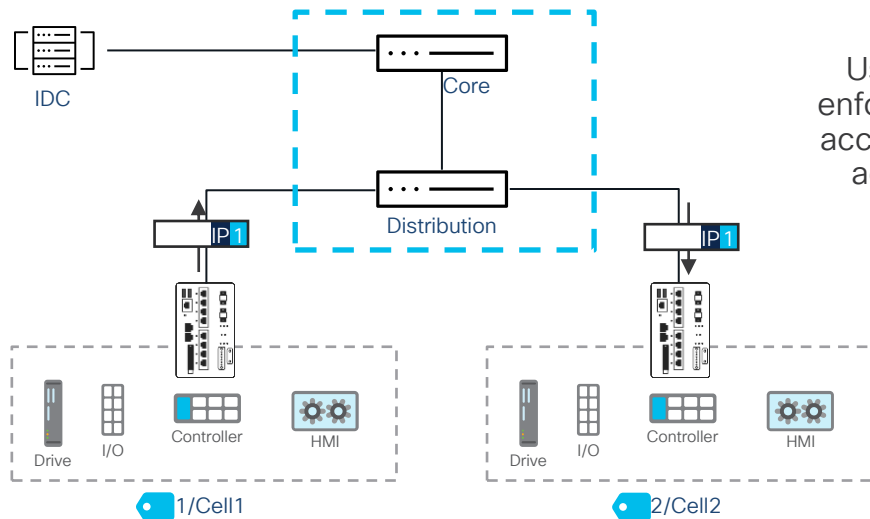 IDC
Core
Distribution
IP 1
IP 1
Drive
I/O
Controller
HMI
Drive
I/O
Controller
HMI
1/Cell1
2/Cell2